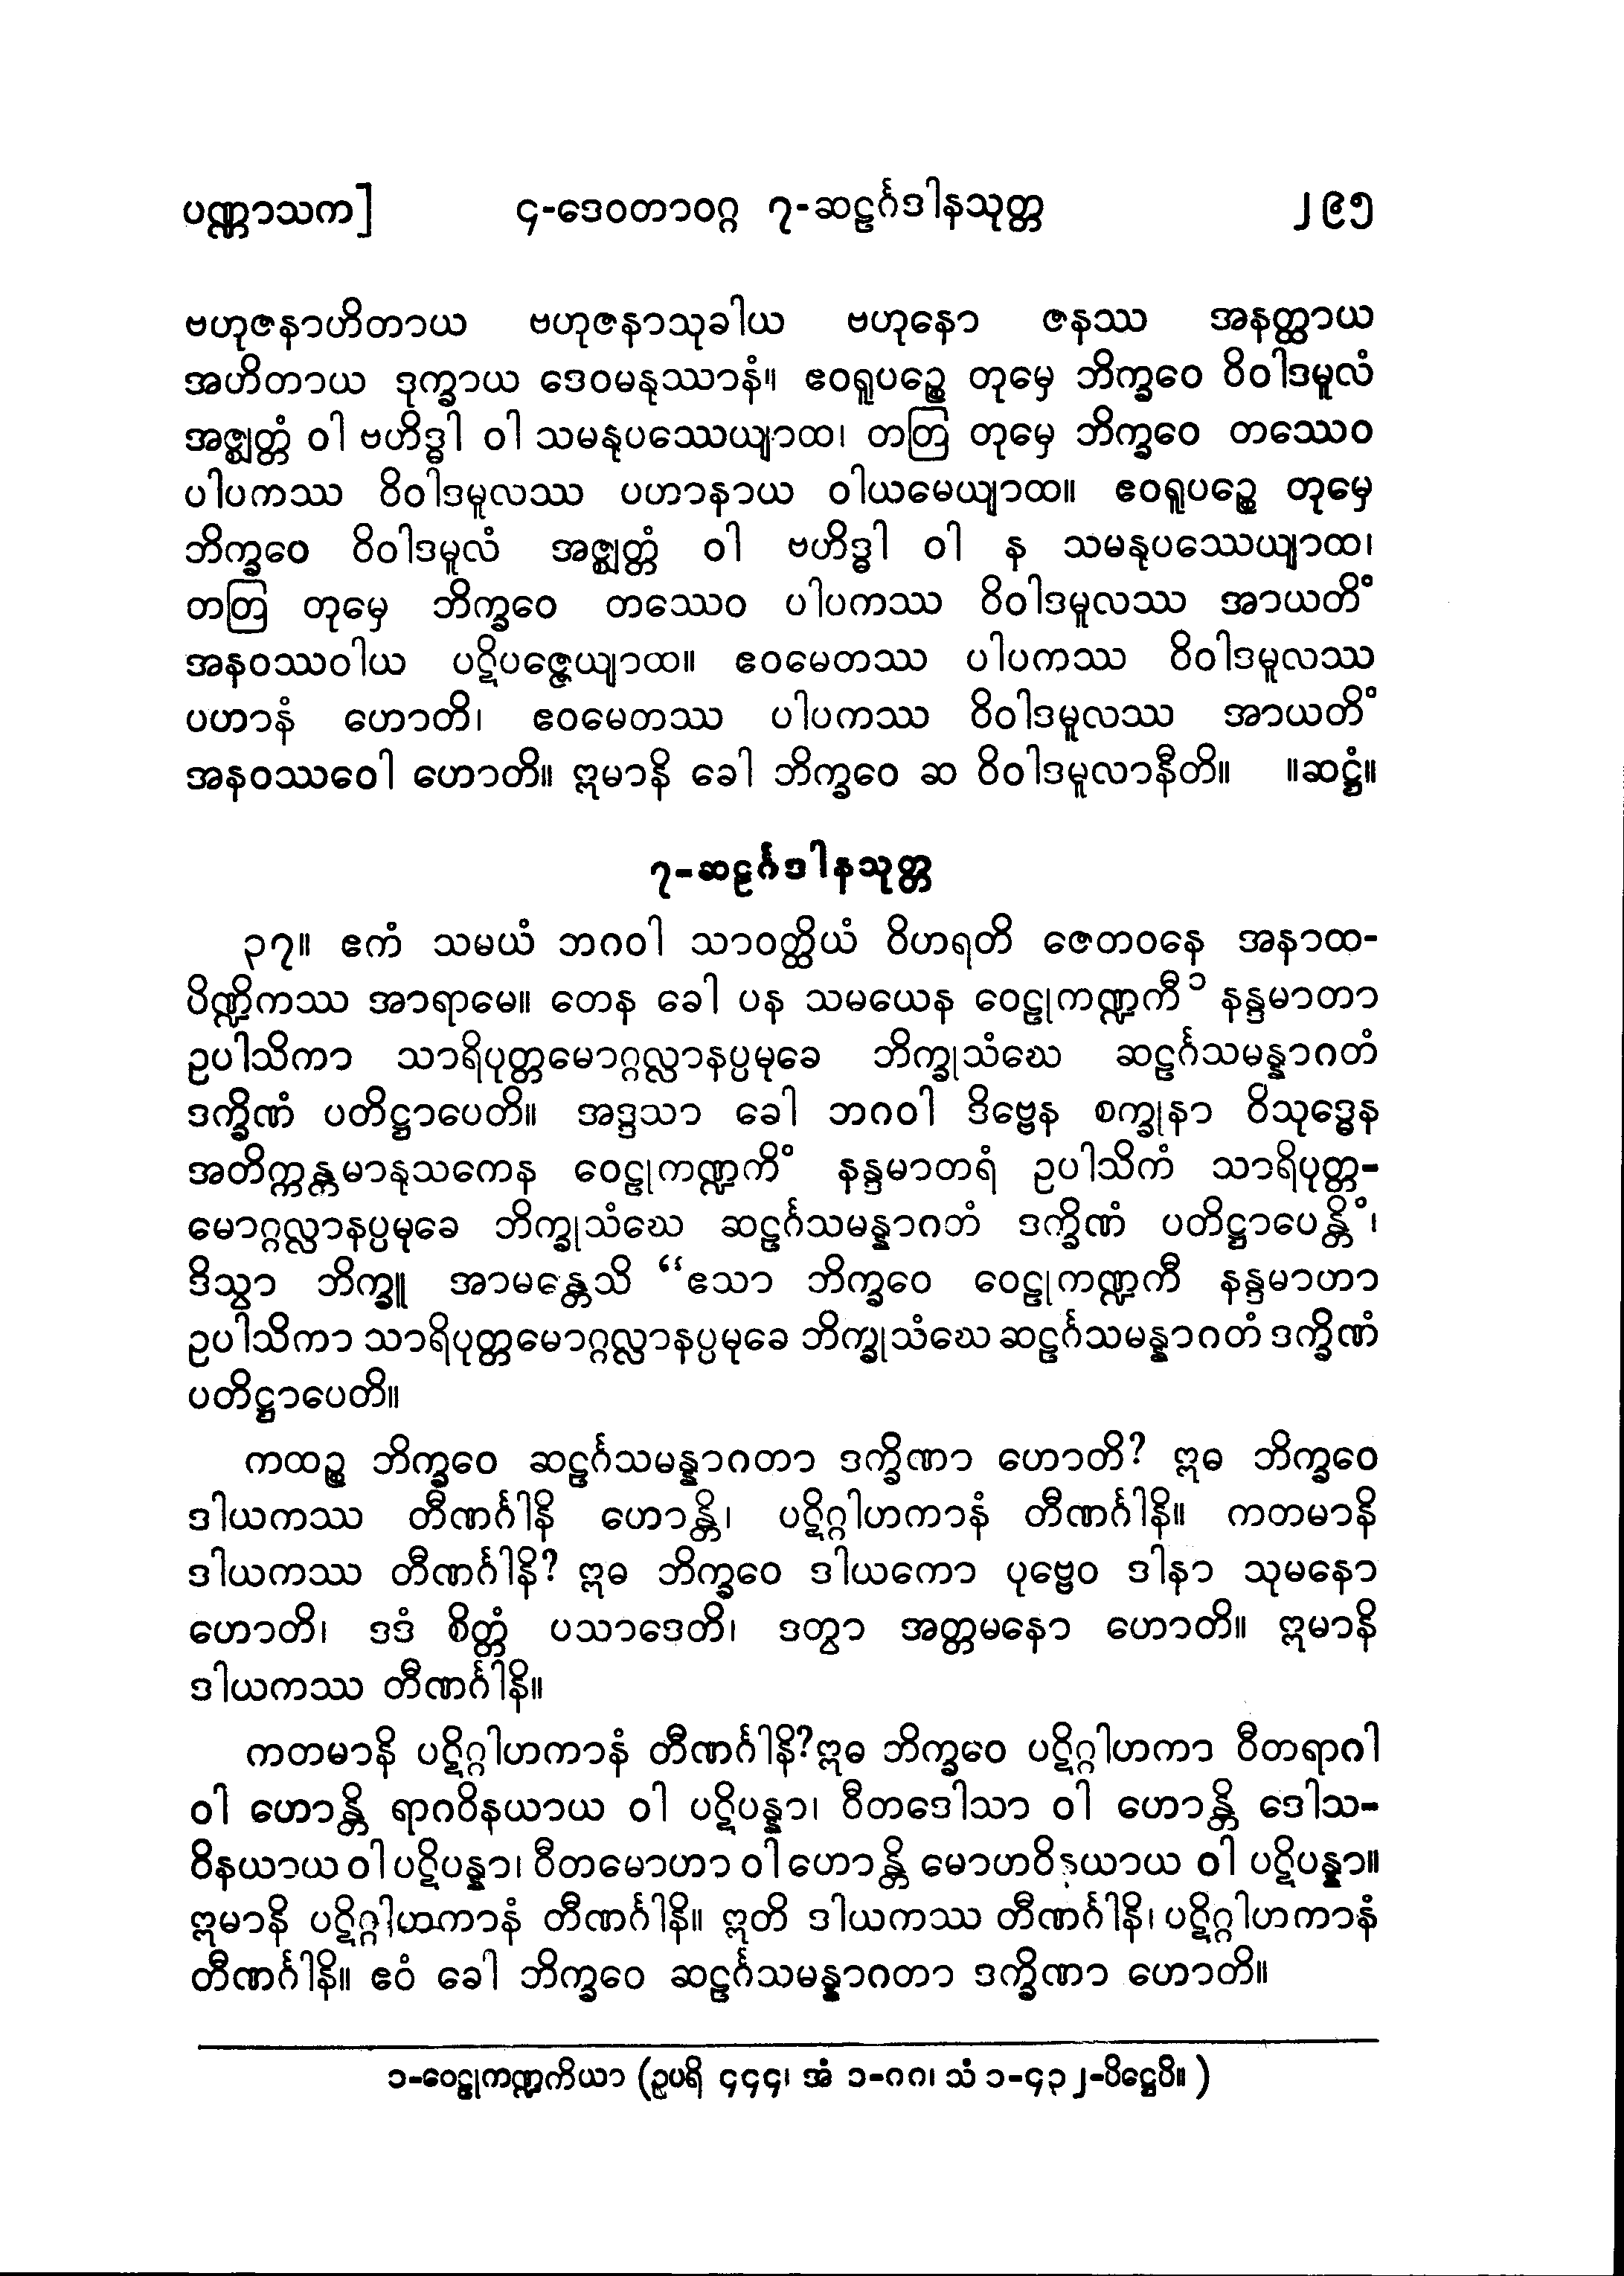 ပဏ္ဏာသက] ၄-ဒေဝတာဝဂ္ဂ ၇-ဆဠင်္ဂဒါနသုတ္တ ၂၉၅
ဗဟုဇနာဟိတာယ ဗဟုဇနာသုခါယ ဗဟုနော ဇနဿ အနတ္ထာယ
အဟိတာယ ဒုက္ခာယ ဒေဝမနုဿာနံ။ ဧဝရူပဉ္စေ တုမှေ ဘိက္ခဝေ ဝိဝါဒမူလံ
အဇ္ဈတ္တံ ဝါ ဗဟိဒ္ဓါ ဝါ သမနုပဿေယျာထ၊ တတြ တုမှေ ဘိက္ခဝေ တဿေဝ
ပါပကဿ ဝိဝါဒမူလဿ ပဟာနာယ ဝါယမေယျာထ။ ဧဝရူပဉ္စေ တုမှေ
ဘိက္ခဝေ ဝိဝါဒမူလံ အဇ္ဈတ္တံ ဝါ ဗဟိဒ္ဓါ ဝါ န သမနုပဿေယျာထ၊
တတြ တုမှေ ဘိက္ခဝေ တဿေဝ ပါပကဿ ဝိဝါဒမူလဿ အာယတိံ
အနဝဿဝါယ ပဋိပဇ္ဇေယျာထ။ ဧဝမေတဿ ပါပကဿ ဝိဝါဒမူလဿ
ပဟာနံ ဟောတိ၊ ဧဝမေတဿ ပါပကဿ ဝိဝါဒမူလဿ အာယတိံ
အနဝဿဝေါ ဟောတိ။ ဣမာနိ ခေါ ဘိက္ခဝေ ဆ ဝိဝါဒမူလာနီတိ။ ။ဆဋ္ဌံ။
၇-ဆဠင်္ဂဒါနသုတ္တ
၃၇။ ဧကံ သမယံ ဘဂဝါ သာဝတ္ထိယံ ဝိဟရတိ ဇေတဝနေ အနာထ-
ပိဏ္ဍိကဿ အာရာမေ။ တေန ခေါ ပန သမယေန ဝေဠုကဏ္ဍကီ ၁ နန္ဒမာတာ
ဥပါသိကာ သာရိပုတ္တမောဂ္ဂလ္လာနပ္ပမုခေ ဘိက္ခုသံဃေ ဆဠင်္ဂသမန္နာဂတံ
ဒက္ခိဏံ ပတိဋ္ဌာပေတိ။ အဒ္ဒသာ ခေါ ဘဂဝါ ဒိဗ္ဗေန စက္ခုနာ ဝိသုဒ္ဓေန
အတိက္ကန္တမာနုသကေန ဝေဠုကဏ္ဍကိံ နန္ဒမာတရံ ဥပါသိကံ သာရိပုတ္တ-
မောဂ္ဂလ္လာနပ္ပမုခေ ဘိက္ခုသံဃေ ဆဠင်္ဂသမန္နာဂတံ ဒက္ခိဏံ ပတိဋ္ဌာပေန္တိံ၊
ဒိသွာ ဘိက္ခူ အာမန္တေသိ “ဧသာ ဘိက္ခဝေ ဝေဠုကဏ္ဍကီ နန္ဒမာဟာ
ဥပါသိကာ သာရိပုတ္တမောဂ္ဂလ္လာနပ္ပမုခေ ဘိက္ခုသံဃေ ဆဠင်္ဂသမန္နာဂတံ ဒက္ခိဏံ
ပတိဋ္ဌာပေတိ။
ကထဉ္စ ဘိက္ခဝေ ဆဠင်္ဂသမန္နာဂတာ ဒက္ခိဏာ ဟောတိ? ဣဓ ဘိက္ခဝေ
ဒါယကဿ တီဏင်္ဂါနိ ဟောန္တိ၊ ပဋိဂ္ဂါဟကာနံ တီဏင်္ဂါနိ။ ကတမာနိ
ဒါယကဿ တီဏင်္ဂါနိ? ဣဓ ဘိက္ခဝေ ဒါယကော ပုဗ္ဗေဝ ဒါနာ သုမနော
ဟောတိ၊ ဒဒံ စိတ္တံ ပသာဒေတိ၊ ဒတွာ အတ္တမနော ဟောတိ။ ဣမာနိ
ဒါယကဿ တီဏင်္ဂါနိ။
ကတမာနိ ပဋိဂ္ဂါဟကာနံ တီဏင်္ဂါနိ?ဣဓ ဘိက္ခဝေ ပဋိဂ္ဂါဟကာ ဝီတရာဂါ
ဝါ ဟောန္တိ ရာဂဝိနယာယ ဝါ ပဋိပန္နာ၊ ဝီတဒေါသာ ဝါ ဟောန္တိ ဒေါသ-
ဝိနယာယ ဝါ ပဋိပန္နာ၊ ဝီတမောဟာ ဝါ ဟောန္တိ မောဟဝိနယာယ ဝါ ပဋိပန္နာ။
ဣမာနိ ပဋိဂ္ဂါဟကာနံ တီဏင်္ဂါနိ။ ဣတိ ဒါယကဿ တီဏင်္ဂါနိ၊ ပဋိဂ္ဂါဟကာနံ
တီဏင်္ဂါနိ။ ဧဝံ ခေါ ဘိက္ခဝေ ဆဠင်္ဂသမန္နာဂတာ ဒက္ခိဏာ ဟောတိ။
၁-ဝေဠုကဏ္ဍကိယာ (ဥပရိ ၄၄၄၊ အံ ၁-ဂဂ၊ သံ ၁-၄၃၂-ပိဋ္ဌေပိ။ )